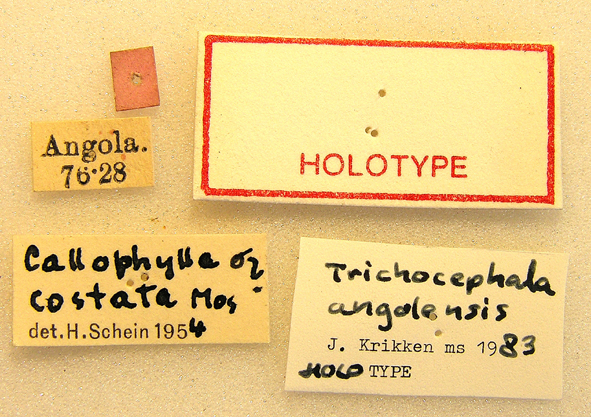 Angola.
76·28
HOLOTYPE
Callophylla
costata Mos
det. H. Schein 1954
Trichocephala
angolensis
J. Krikken ms 1983
HOLO TYPE